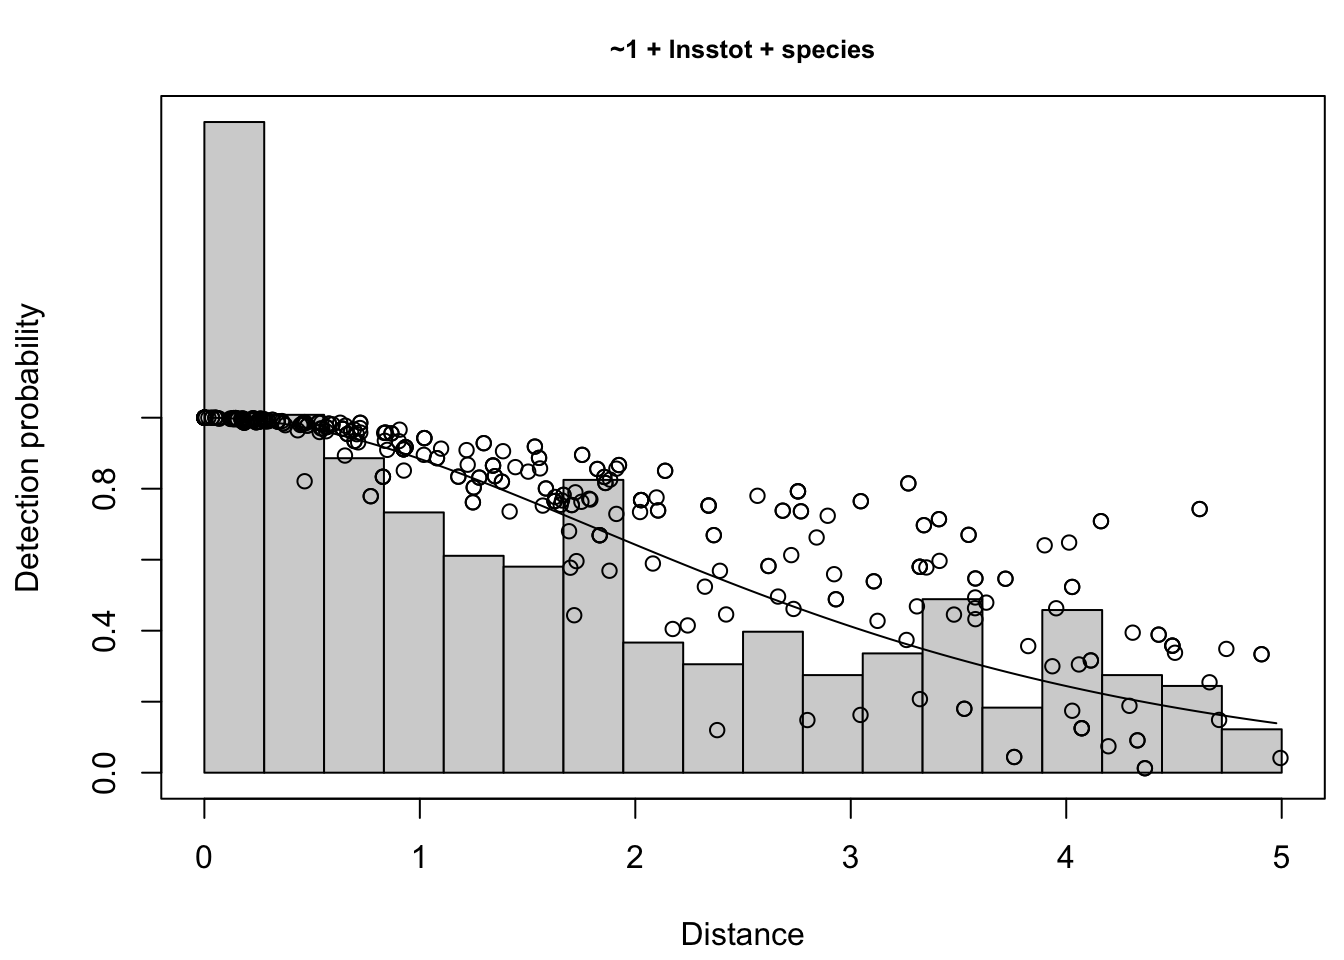 ~1 + lnsstot + species
Detection probability
0.8
0.4
0.0
0 1 2 3 4 5
Distance